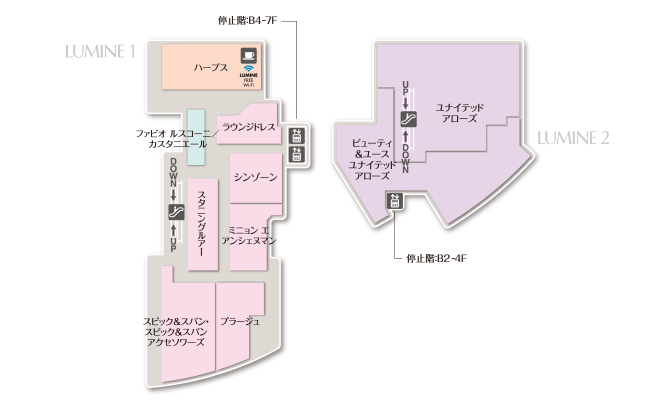 停止階:B4-7F
LUMINE 1
ハーブス
LUMINE
FREE
Wi-Fi
ファビオ ルスコーニ／
カスタニエール
ラウンジドレス
シンゾーン
DOWN
UP
スタニングルアー
ミニョン エ
アンシェヌマン
スピック&スパン・
スピック&スパン
アクセソワーズ
プラージュ
LUMINE 2
UP
DOWN
ユナイテッド
アローズ
ビューティ
&ユース
ユナイテッド
アローズ
停止階:B2-4F